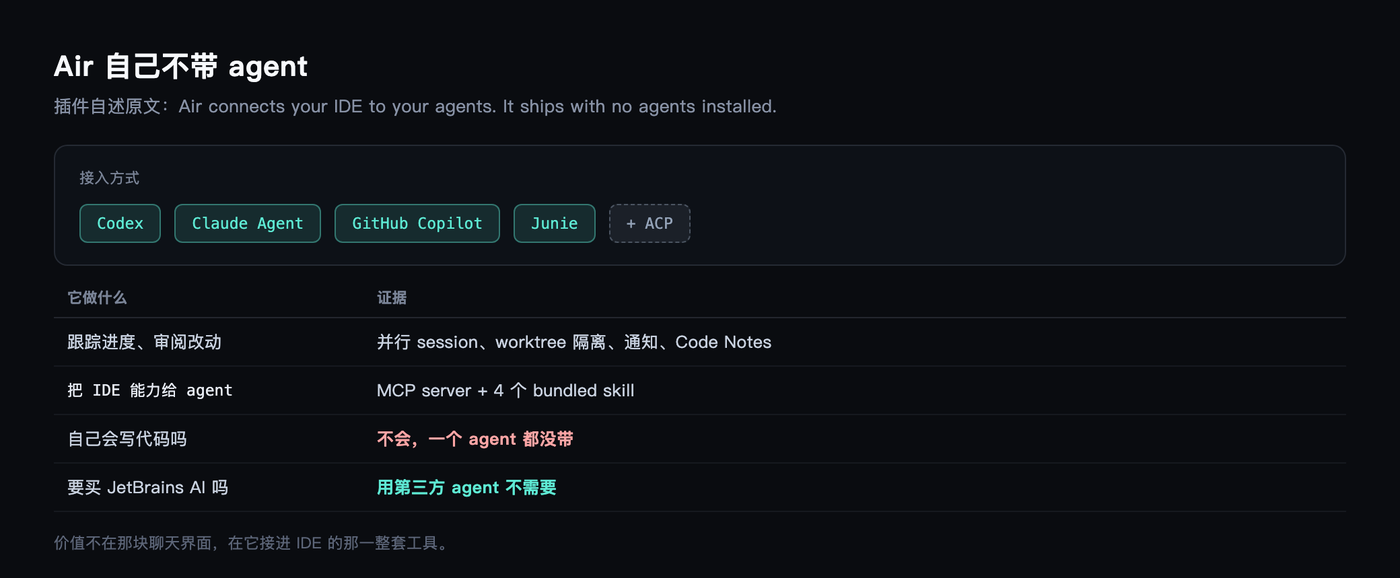 Air 自己不带 agent
插件自述原文：Air connects your IDE to your agents. It ships with no agents installed.
接入方式
Codex Claude Agent GitHub Copilot Junie + ACP
它做什么 证据
跟踪进度、审阅改动 并行 session、worktree 隔离、通知、Code Notes
把 IDE 能力给 agent MCP server + 4 个 bundled skill
自己会写代码吗 不会，一个 agent 都没带
要买 JetBrains AI 吗 用第三方 agent 不需要
价值不在那块聊天界面，在它接进 IDE 的那一整套工具。